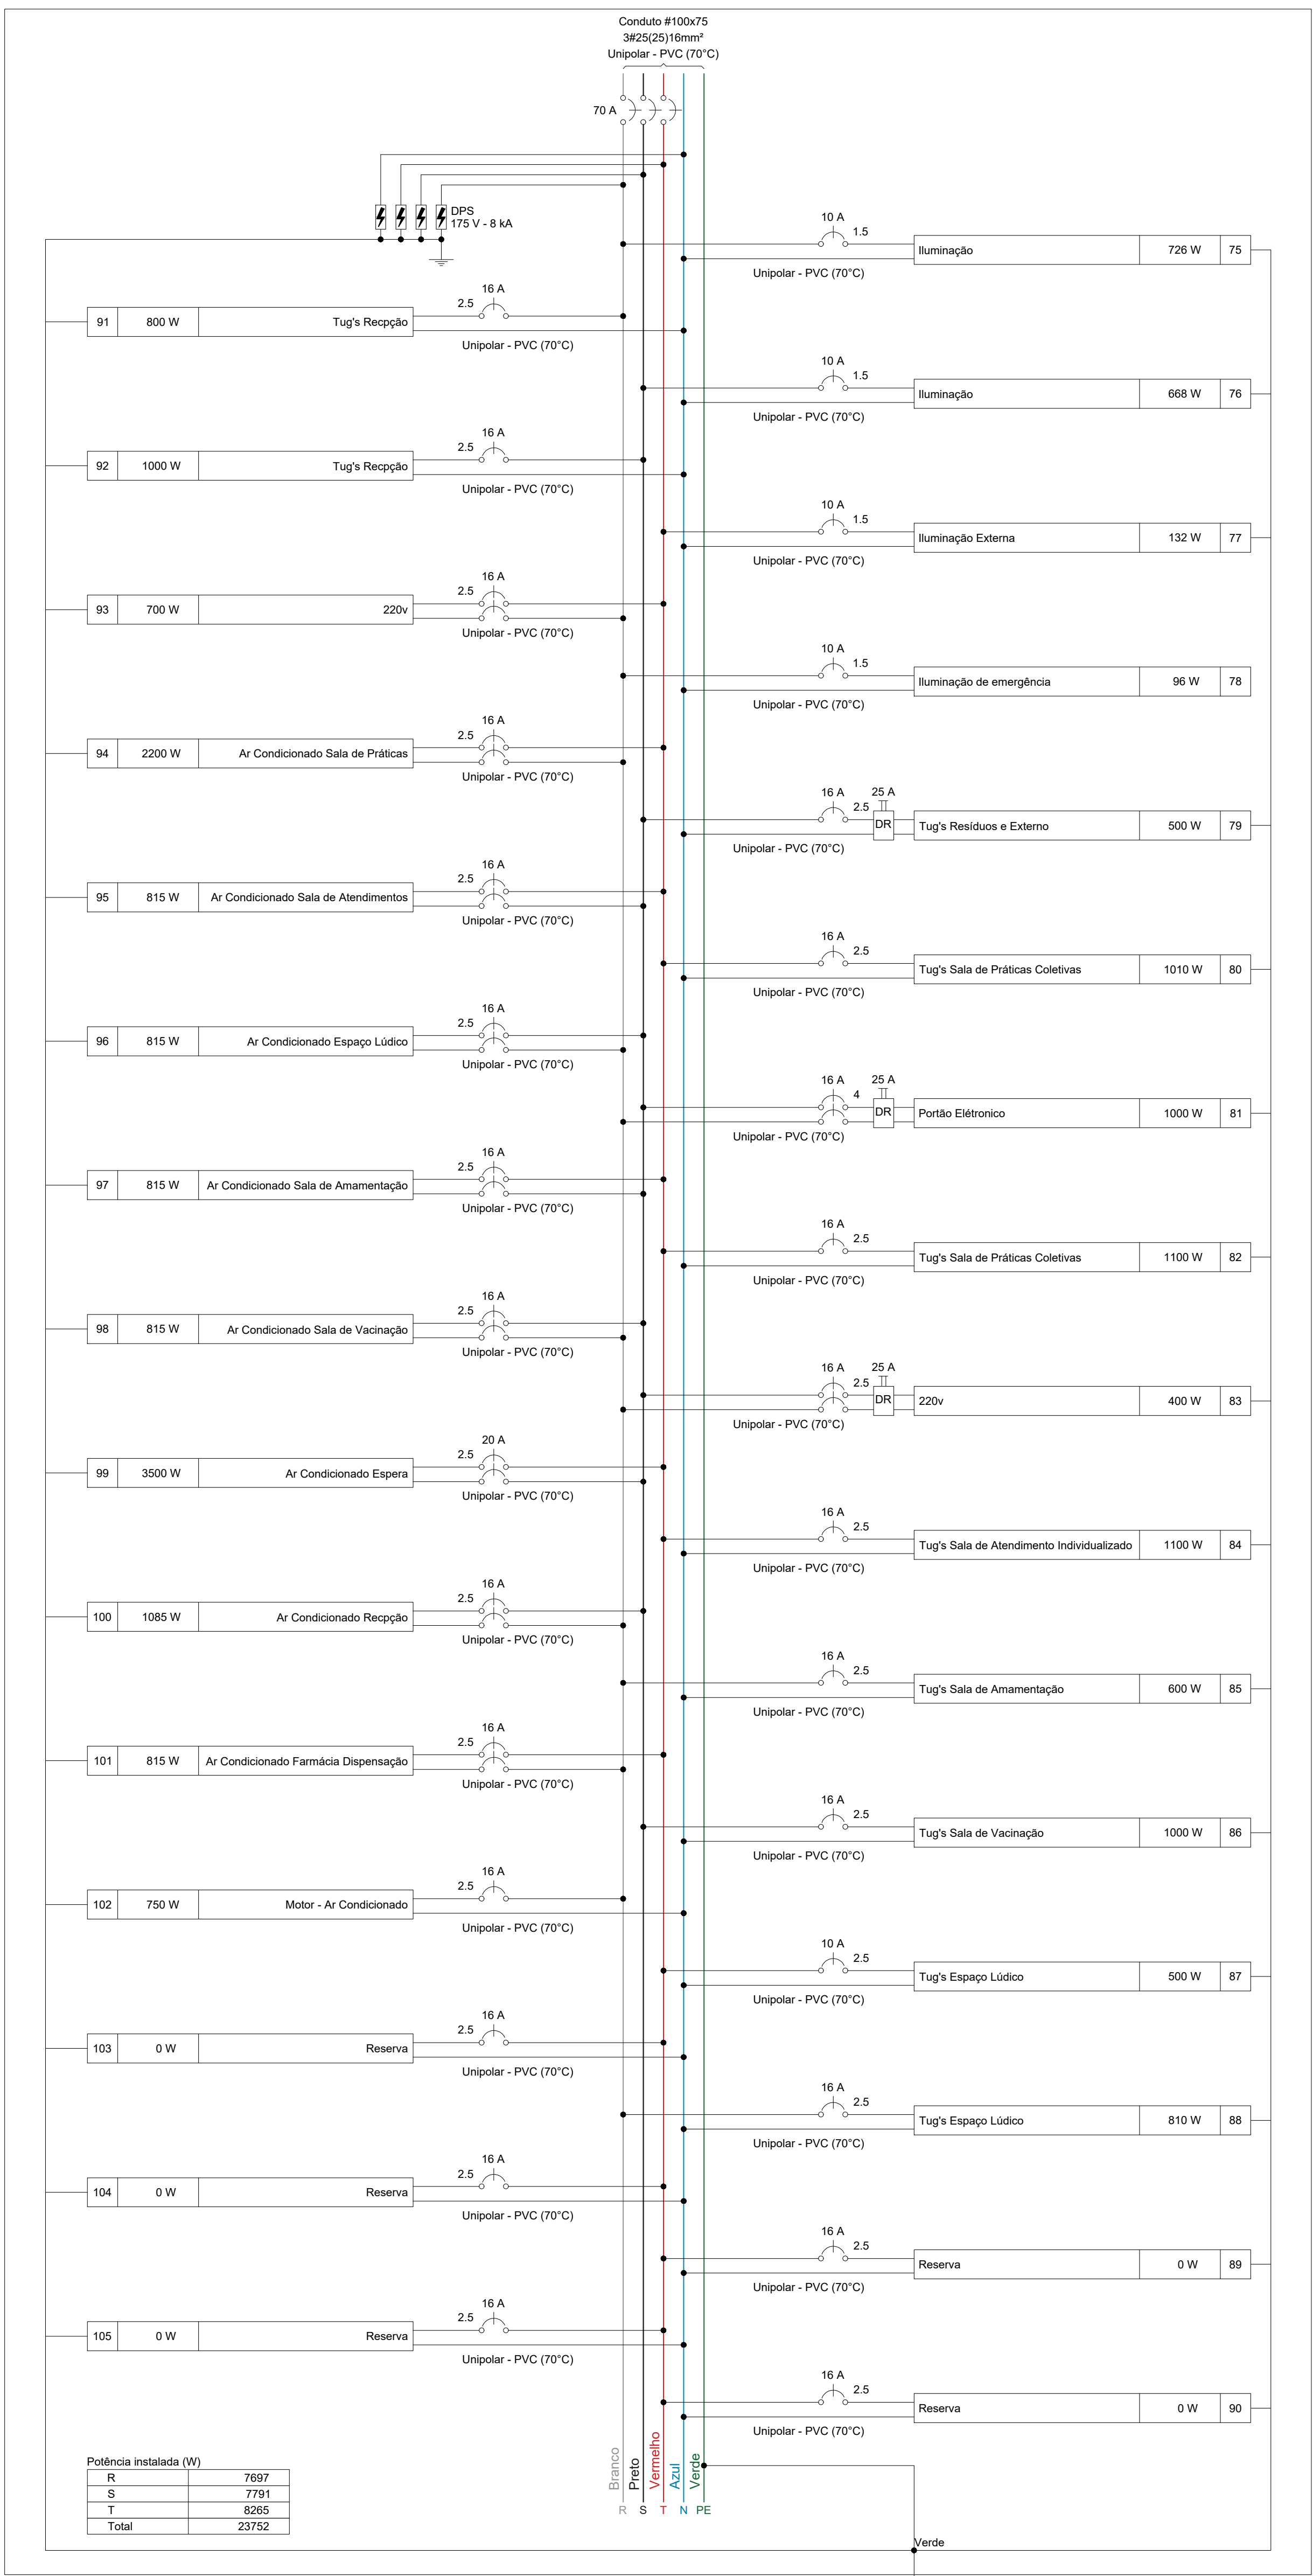 Conduto #100x75
3#25(25)16mm²
Unipolar - PVC (70°C)
70 A
DPS
175 V - 8 kA
10 A
1.5
Iluminação 726 W 75
Unipolar - PVC (70°C)
16 A
2.5
91 800 W Tug's Recpção
Unipolar - PVC (70°C)
10 A
1.5
Iluminação 668 W 76
Unipolar - PVC (70°C)
16 A
2.5
92 1000 W Tug's Recpção
Unipolar - PVC (70°C)
10 A
1.5
Iluminação Externa 132 W 77
Unipolar - PVC (70°C)
16 A
2.5
93 700 W 220v
Unipolar - PVC (70°C)
10 A
1.5
Iluminação de emergência 96 W 78
Unipolar - PVC (70°C)
16 A
2.5
94 2200 W Ar Condicionado Sala de Práticas
Unipolar - PVC (70°C)
16 A 25 A
2.5
DR
Tug's Resíduos e Externo 500 W 79
Unipolar - PVC (70°C)
16 A
2.5
95 815 W Ar Condicionado Sala de Atendimentos
Unipolar - PVC (70°C)
16 A
2.5
Tug's Sala de Práticas Coletivas 1010 W 80
Unipolar - PVC (70°C)
16 A
2.5
96 815 W Ar Condicionado Espaço Lúdico
Unipolar - PVC (70°C)
16 A 25 A
4
DR
Portão Elétronico 1000 W 81
Unipolar - PVC (70°C)
16 A
2.5
97 815 W Ar Condicionado Sala de Amamentação
Unipolar - PVC (70°C)
16 A
2.5
Tug's Sala de Práticas Coletivas 1100 W 82
Unipolar - PVC (70°C)
16 A
2.5
98 815 W Ar Condicionado Sala de Vacinação
Unipolar - PVC (70°C)
16 A 25 A
2.5
DR
220v 400 W 83
Unipolar - PVC (70°C)
20 A
2.5
99 3500 W Ar Condicionado Espera
Unipolar - PVC (70°C)
16 A
2.5
Tug's Sala de Atendimento Individualizado 1100 W 84
Unipolar - PVC (70°C)
16 A
2.5
100 1085 W Ar Condicionado Recpção
Unipolar - PVC (70°C)
16 A
2.5
Tug's Sala de Amamentação 600 W 85
Unipolar - PVC (70°C)
16 A
2.5
101 815 W Ar Condicionado Farmácia Dispensação
Unipolar - PVC (70°C)
16 A
2.5
Tug's Sala de Vacinação 1000 W 86
Unipolar - PVC (70°C)
16 A
2.5
102 750 W Motor - Ar Condicionado
Unipolar - PVC (70°C)
10 A
2.5
Tug's Espaço Lúdico 500 W 87
Unipolar - PVC (70°C)
16 A
2.5
103 0 W Reserva
Unipolar - PVC (70°C)
16 A
2.5
Tug's Espaço Lúdico 810 W 88
Unipolar - PVC (70°C)
16 A
2.5
104 0 W Reserva
Unipolar - PVC (70°C)
16 A
2.5
Reserva 0 W 89
Unipolar - PVC (70°C)
16 A
2.5
105 0 W Reserva
Unipolar - PVC (70°C)
16 A
2.5
Reserva 0 W 90
Unipolar - PVC (70°C)
Branco
Preto
Vermelho
Azul
Verde
R S T N PE
Potência instalada (W)
R 7697
S 7791
T 8265
Total 23752
Verde